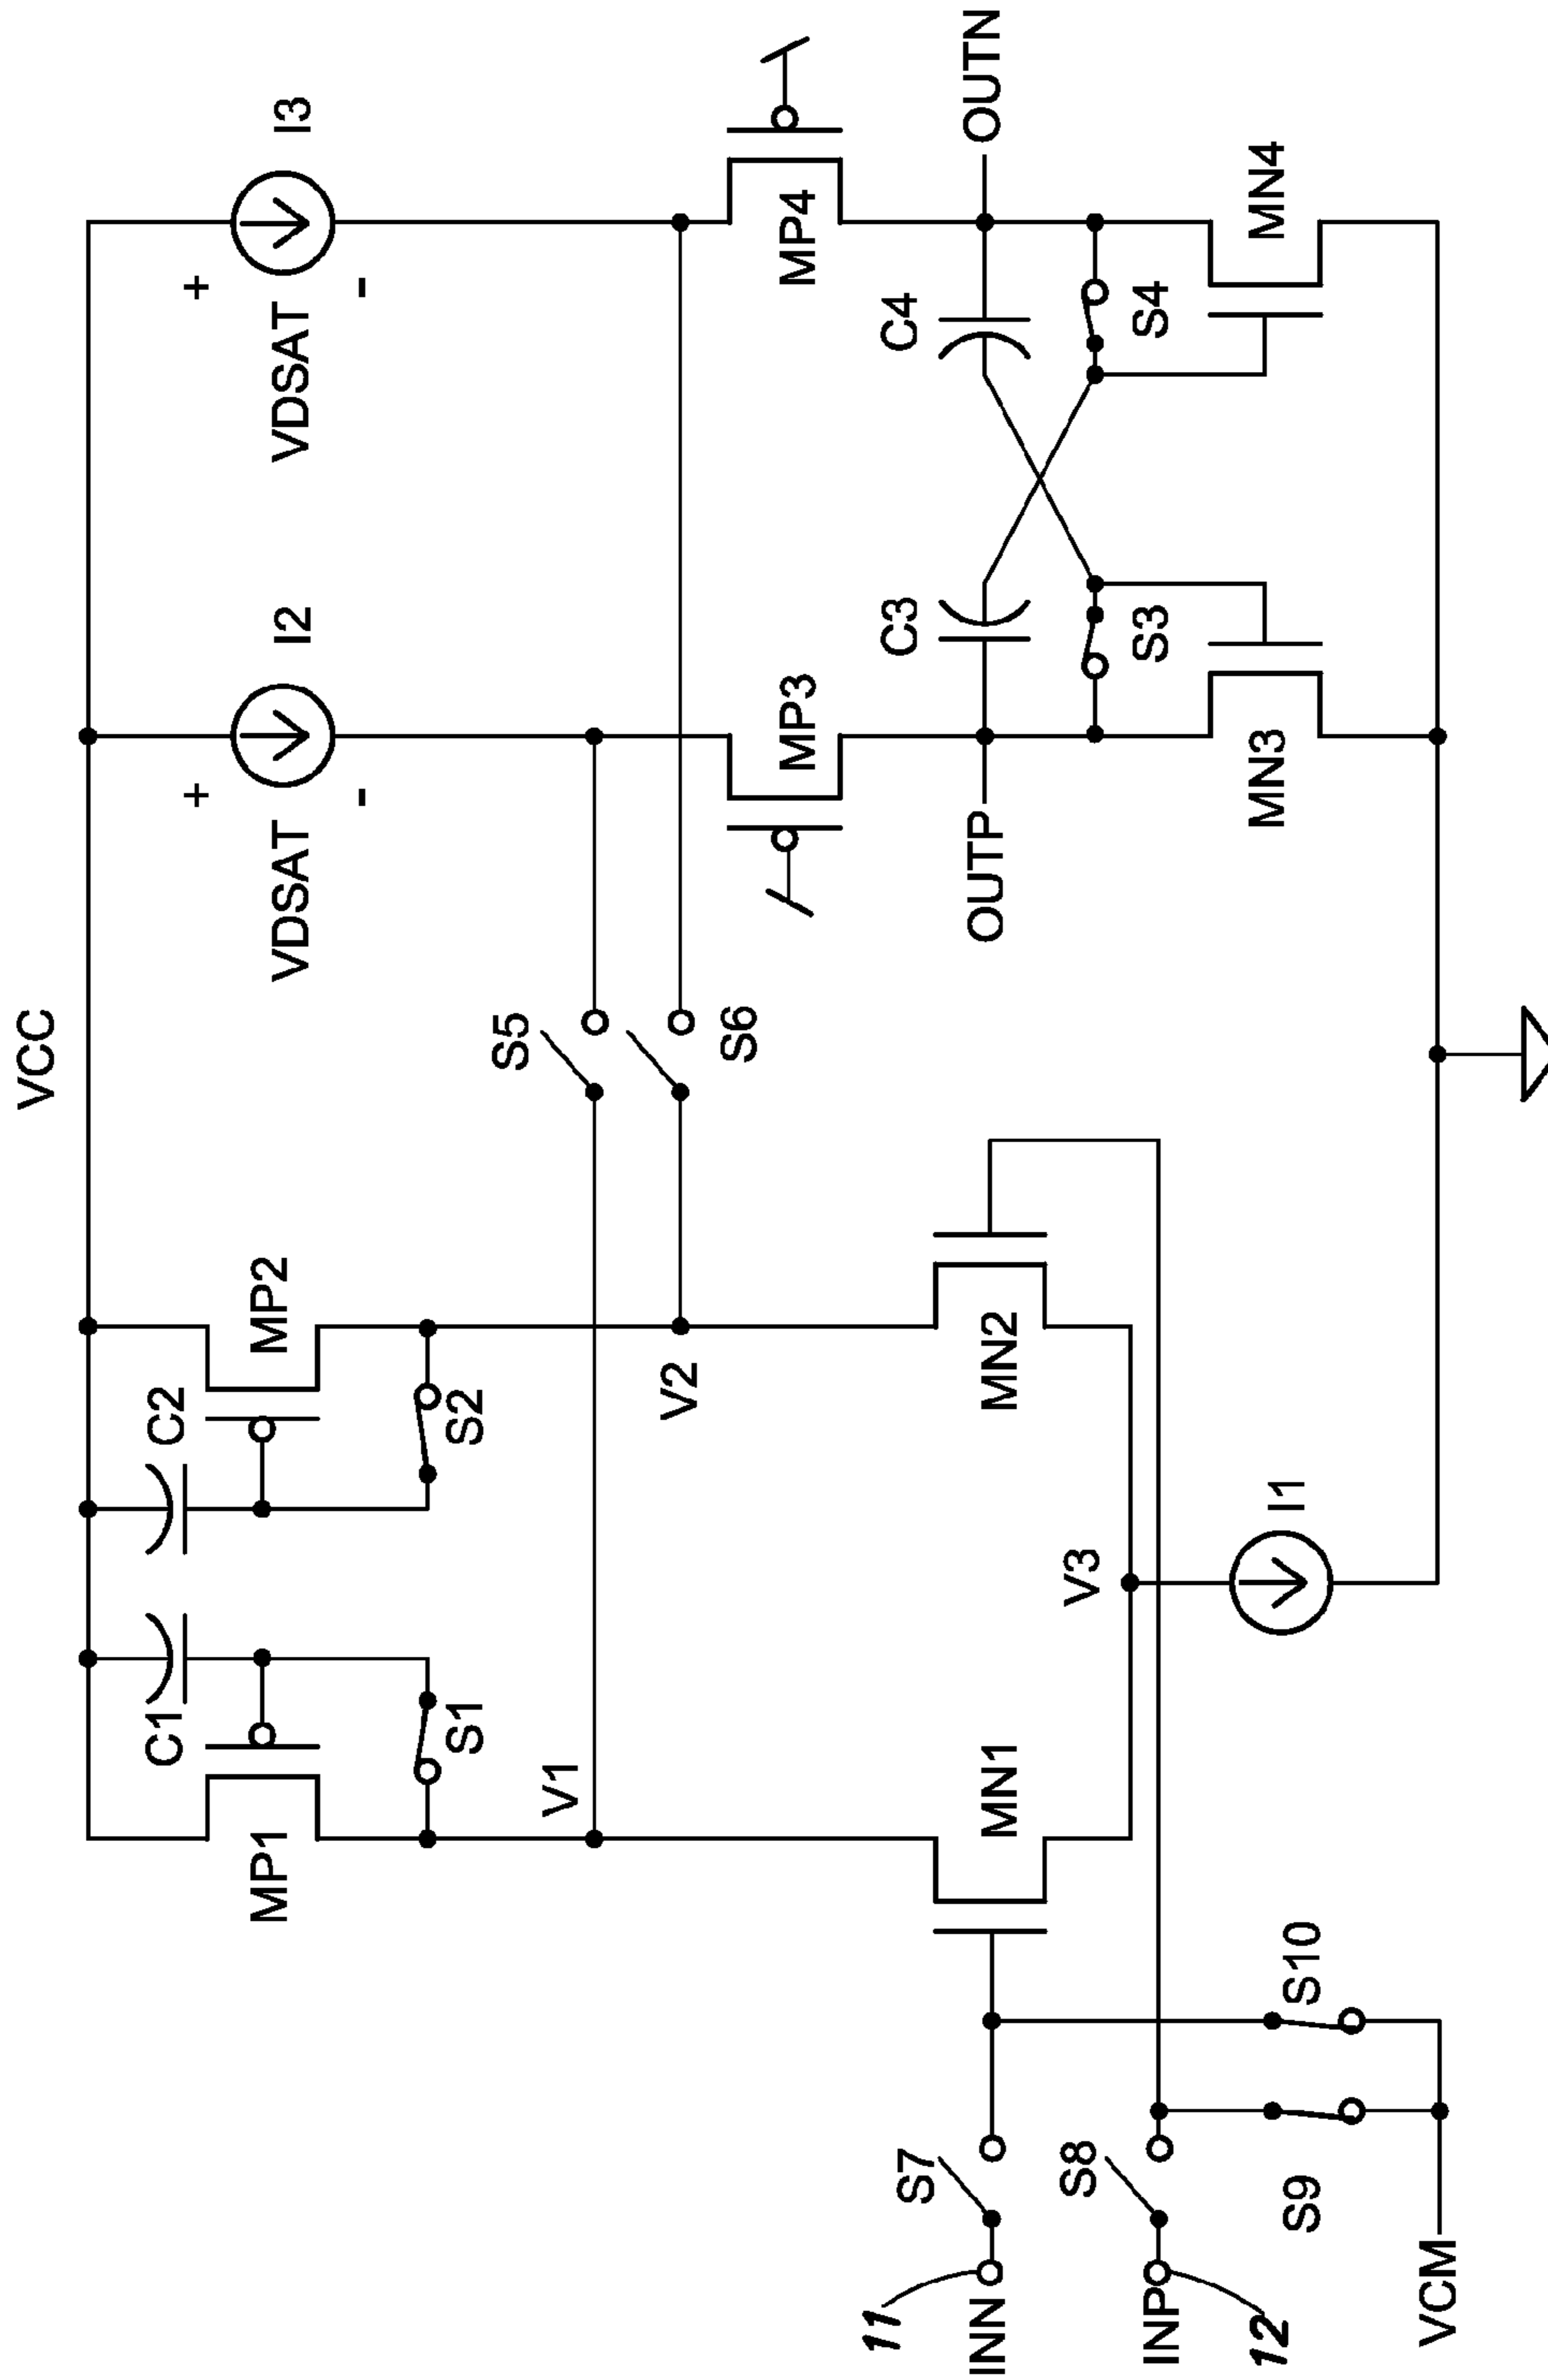 VCC
C1
C2
MP1
MP2
S1
S2
VDSAT
+
-
I2
VDSAT
+
-
I3
V1
V2
S5
S6
MP3
MP4
11
INN
S7
MN1
MN2
OUTP
C3
C4
OUTN
12
INP
S8
V3
S3
S4
S9
S10
I1
MN3
MN4
VCM